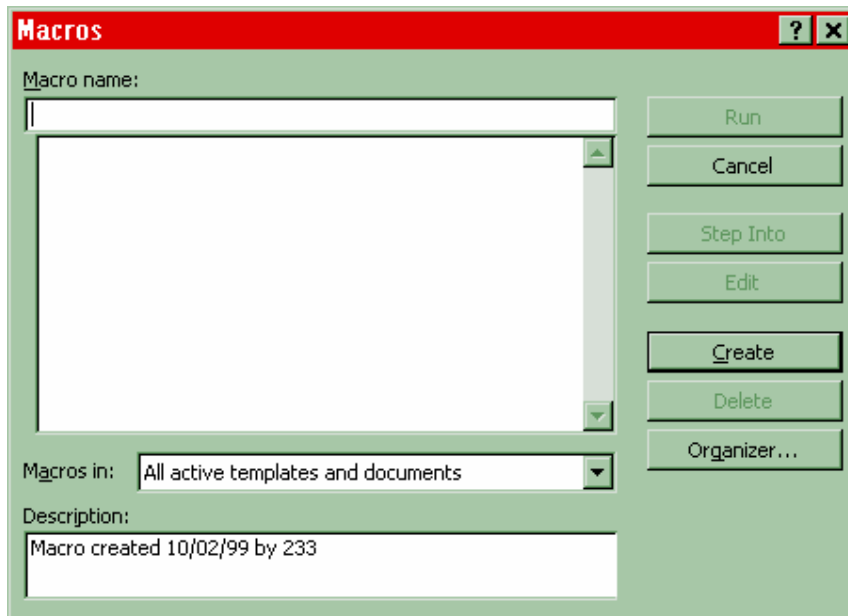 Macros
Macro name:
Run
Cancel
Step Into
Edit
Create
Delete
Organizer...
Macros in: All active templates and documents
Description:
Macro created 10/02/99 by 233